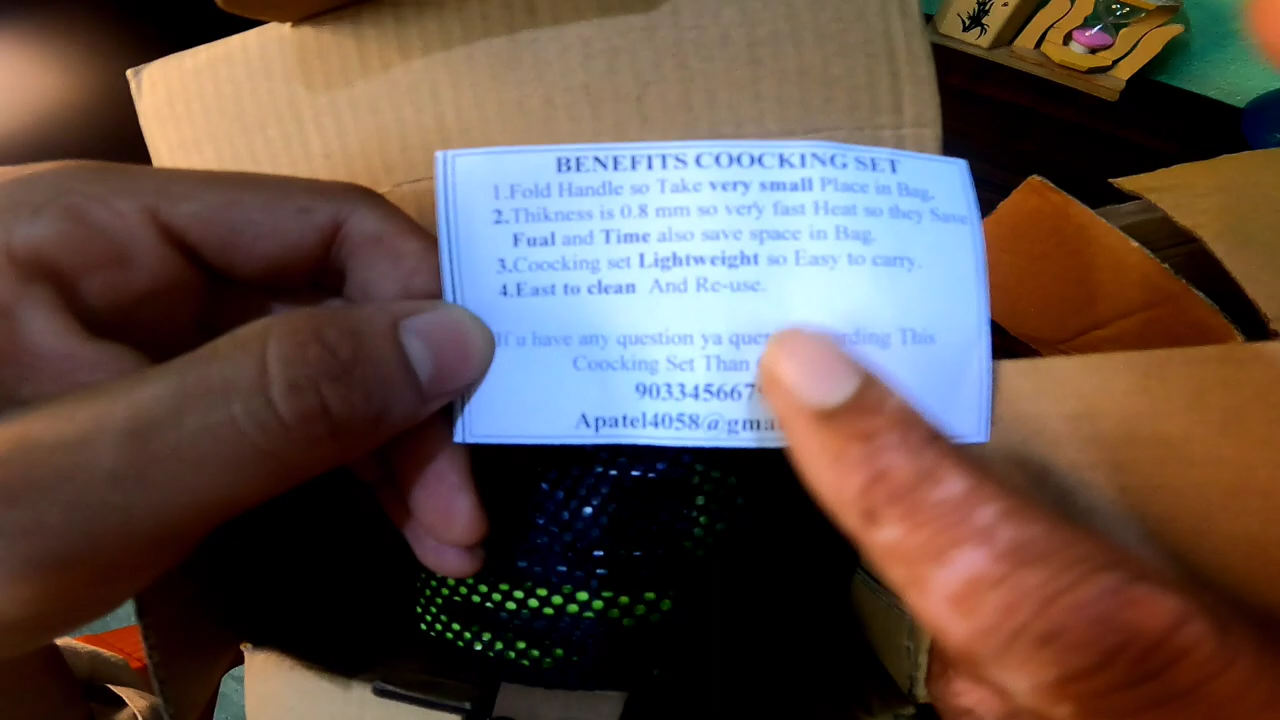 BENEFITS COOCKING SET
1.Fold Handle so Take very small Place in Bag.
2.Thikness is 0.8 mm so very fast Heat so they Save
Fual and Time also save space in Bag.
3.Coocking set Lightweight so Easy to carry.
4.East to clean And Re-use.
If u have any question ya This
Coocking Set Than